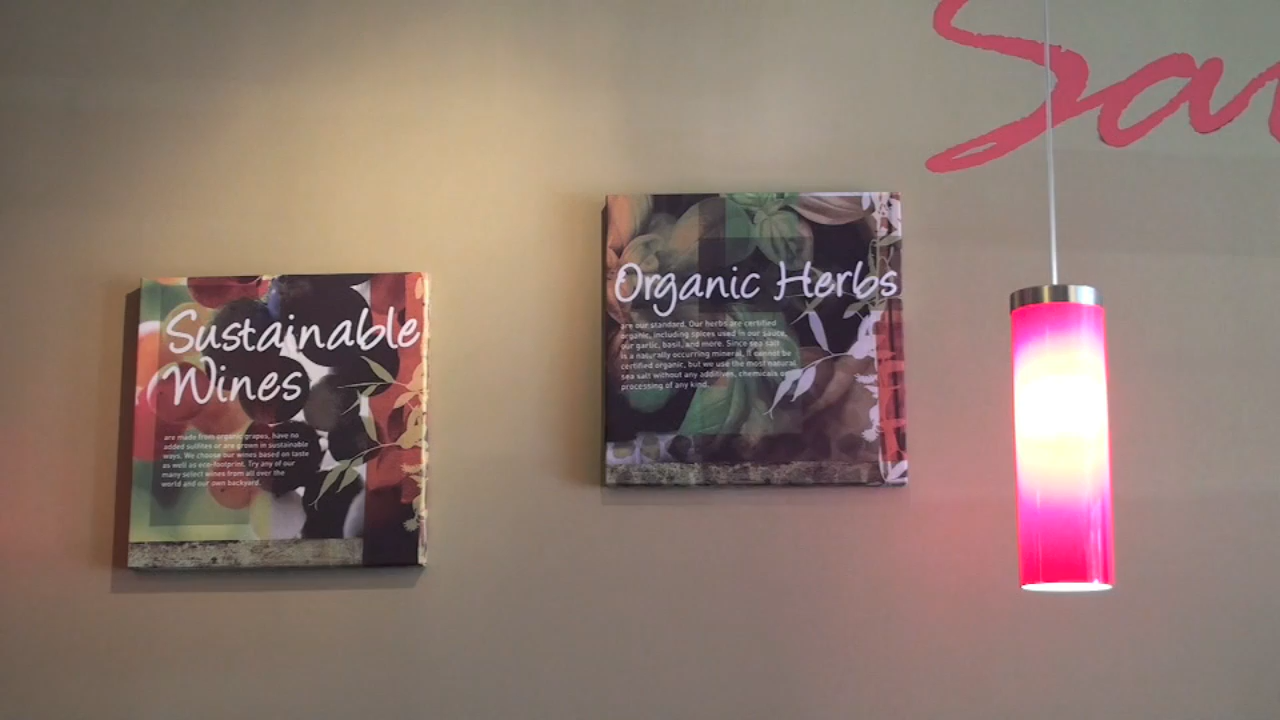 Sustainable
Wines
are made from organic grapes, have no
added sulfites or are grown in sustainable
ways. We choose our wines based on taste
as well as eco-footprint. Try any of our
many select wines from all over the
world and our own backyard.
Organic Herbs
are our standard. Our herbs are certified
organic, including spices used in our sauce,
our garlic, basil, and more. Since sea salt
is a naturally occurring mineral, it cannot be
certified organic, but we use the most natural
sea salt without any additives, chemicals or
processing of any kind.